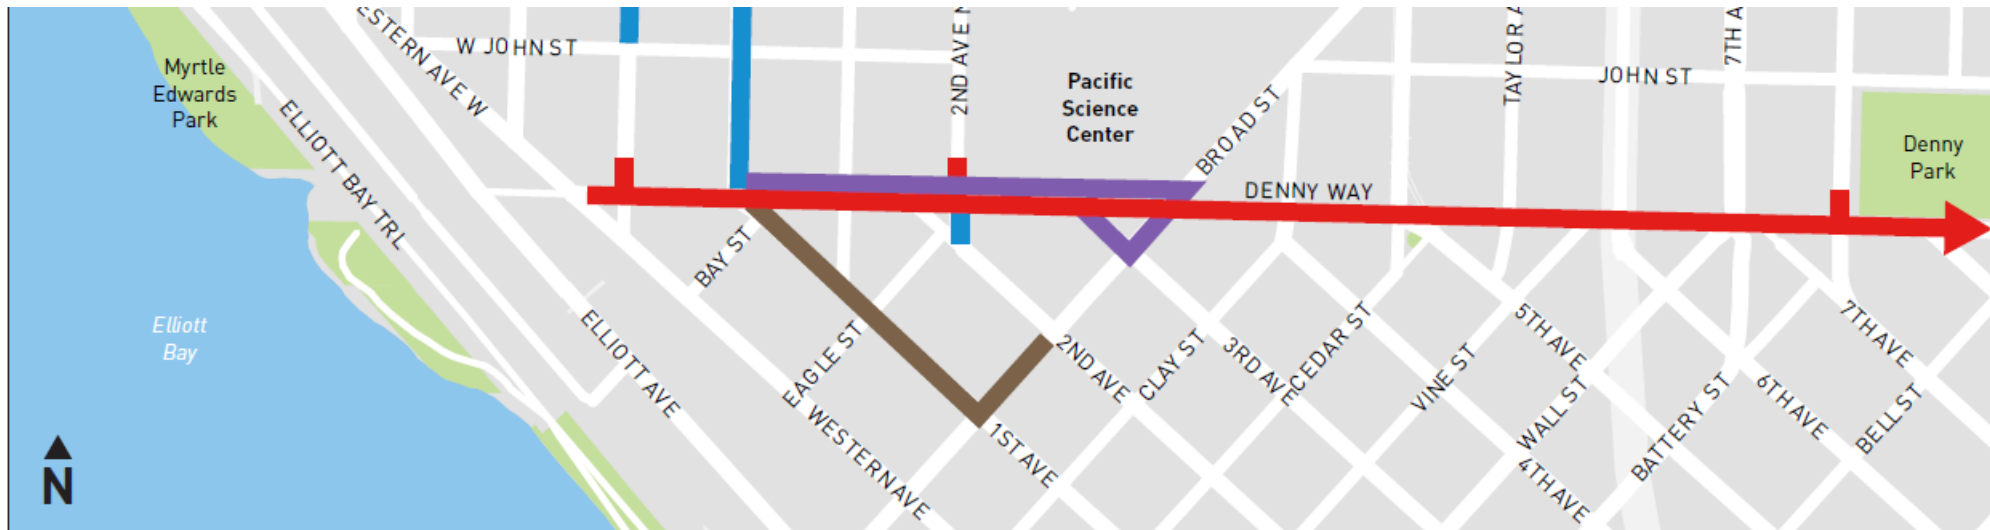 ESTERN AVE W
W JOHN ST
2ND AVE N
TAYLOR A
7TH A
JOHN ST
Myrtle
Edwards
Park
Pacific
Science
Center
BROAD ST
ELLIOTT BAY TRL
DENNY WAY
Denny
Park
BAY ST
Elliott
Bay
ELLIOTT AVE
EAGLE ST
WESTERN AVE
1ST AVE
2ND AVE
CLAY ST
3RD AVE
CEDAR ST
VINE ST
5TH AVE
WALL ST
4TH AVE
BATTERY ST
6TH AVE
7TH AVE
BELL ST
N